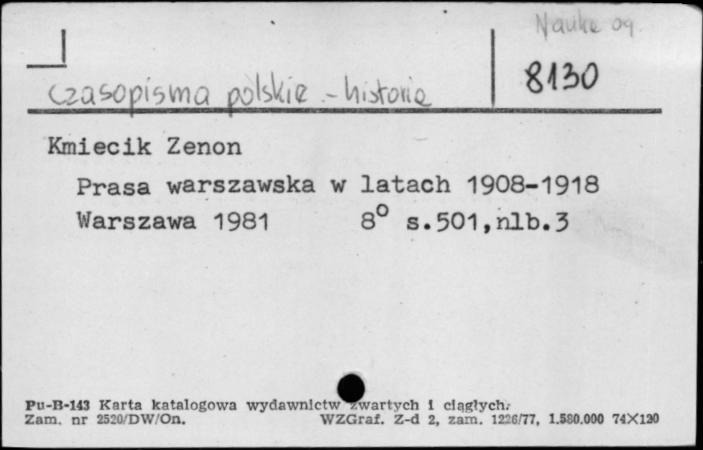 Nauka og.
czasopisma polskie - historia
8130
Kmiecik Zenon
Prasa warszawska w latach 1908-1918
Warszawa 1981 8° s.501,nlb.3
Pu-B-143 Karta katalogowa wydawnictw zwartych i ciągłych.
Zam. nr 2520/DW/On. WZGraf. Z-d 2, zam. 1226/77, 1.580.000 74X120